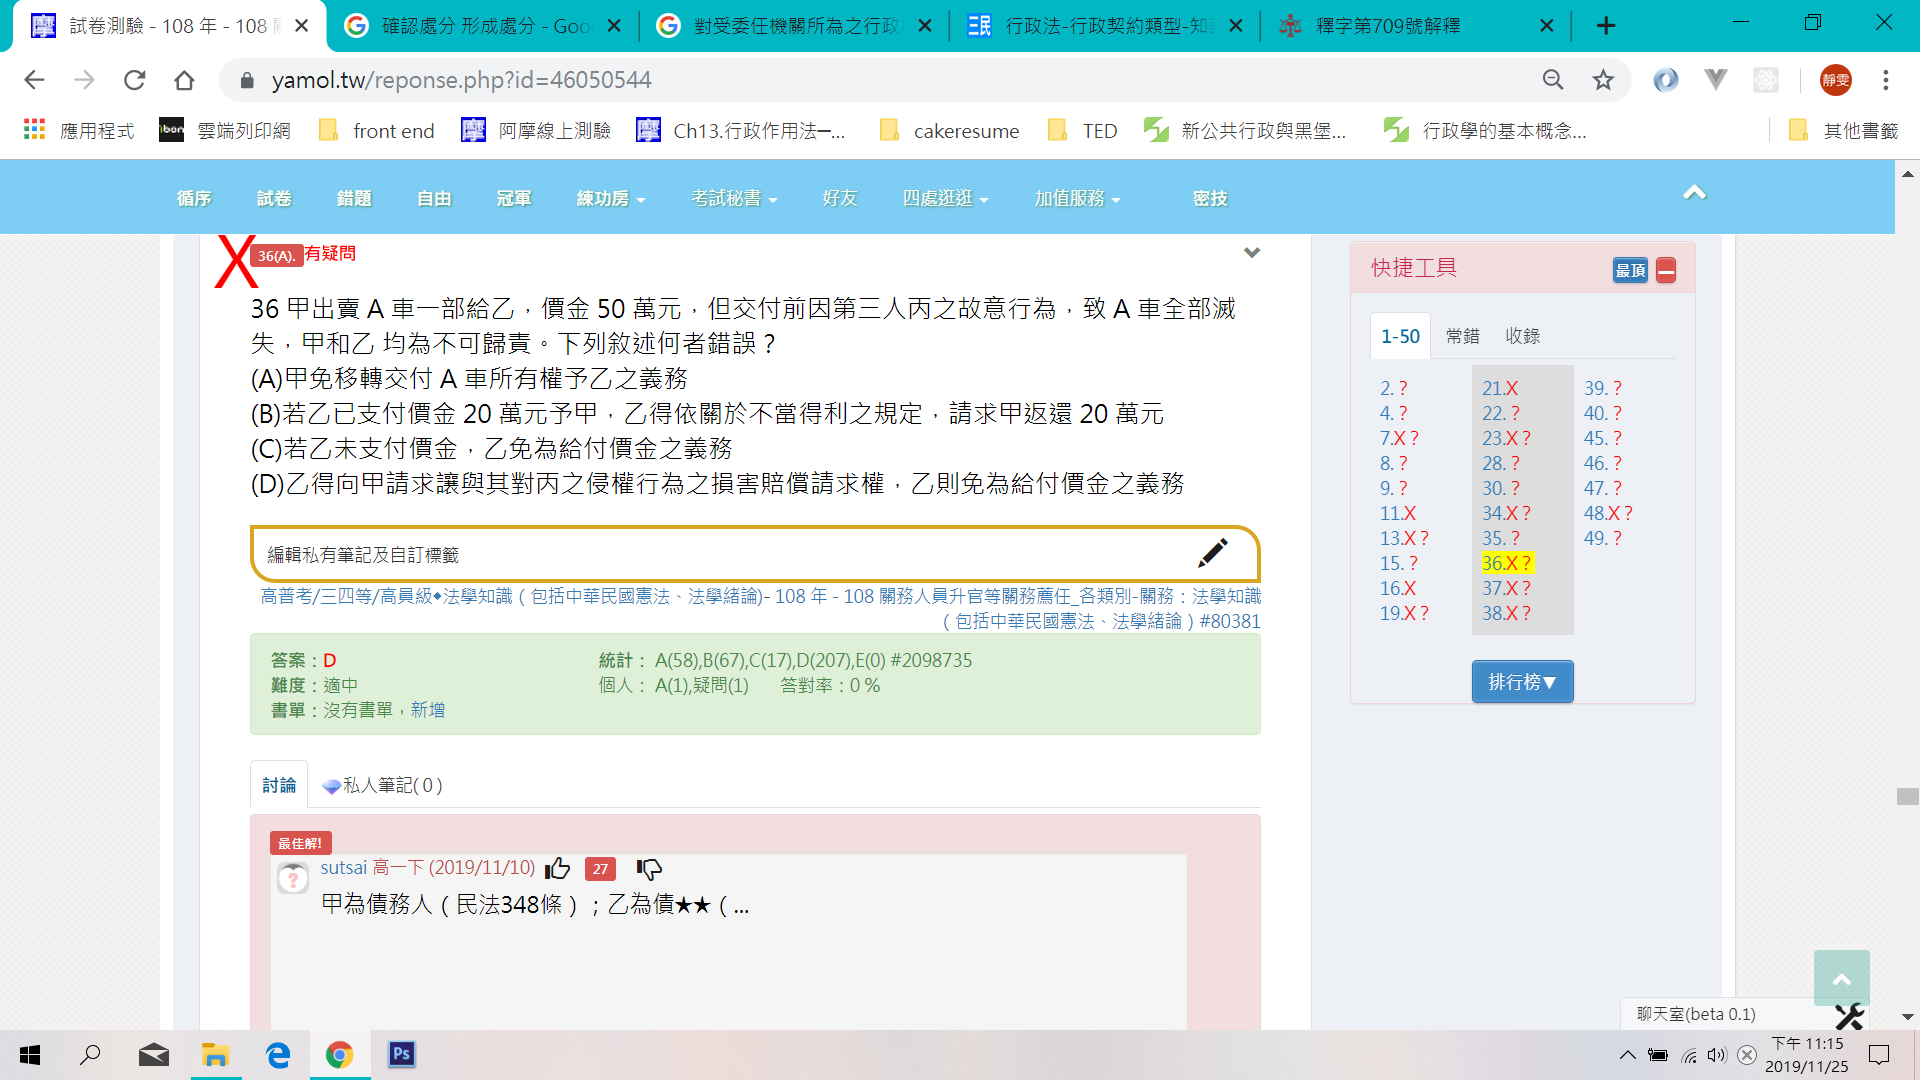 試卷測驗 - 108 年 - 108
確認處分 形成處分 - Goo
對受委任機關所為之行政
行政法-行政契約類型-知
釋字第709號解釋
yamol.tw/reponse.php?id=46050544
靜雯
應用程式
ibon
雲端列印網
front end
阿摩線上測驗
Ch13.行政作用法─...
cakeresume
TED
新公共行政與黑堡...
行政學的基本概念...
其他書籤
循序 試卷 錯題 自由 冠軍 練功房 考試秘書 好友 四處逛逛 加值服務 密技
X 36(A). 有疑問
36 甲出賣 A 車一部給乙，價金 50 萬元，但交付前因第三人丙之故意行為，致 A 車全部滅
失，甲和乙 均為不可歸責。下列敘述何者錯誤？
(A)甲免移轉交付 A 車所有權予乙之義務
(B)若乙已支付價金 20 萬元予甲，乙得依關於不當得利之規定，請求甲返還 20 萬元
(C)若乙未支付價金，乙免為給付價金之義務
(D)乙得向甲請求讓與其對丙之侵權行為之損害賠償請求權，乙則免為給付價金之義務
編輯私有筆記及自訂標籤
高普考/三四等/高員級◆法學知識（包括中華民國憲法、法學緒論)- 108 年 - 108 關務人員升官等關務薦任_各類別-關務：法學知識
（包括中華民國憲法、法學緒論）#80381
答案：D
難度：適中
書單：沒有書單，新增
統計： A(58),B(67),C(17),D(207),E(0) #2098735
個人： A(1),疑問(1) 答對率：0 %
討論
私人筆記( 0 )
最佳解!
sutsai 高一下 (2019/11/10) 27
甲為債務人（民法348條）；乙為債★★（...
快捷工具
最頂
1-50 常錯 收錄
2. ?
4. ?
7.X ?
8. ?
9. ?
11.X
13.X ?
15. ?
16.X
19.X ?
21.X
22. ?
23.X ?
28. ?
30. ?
34.X ?
35. ?
36.X ?
37.X ?
38.X ?
39. ?
40. ?
45. ?
46. ?
47. ?
48.X ?
49. ?
排行榜▼
聊天室(beta 0.1)
Ps
下午 11:15
2019/11/25